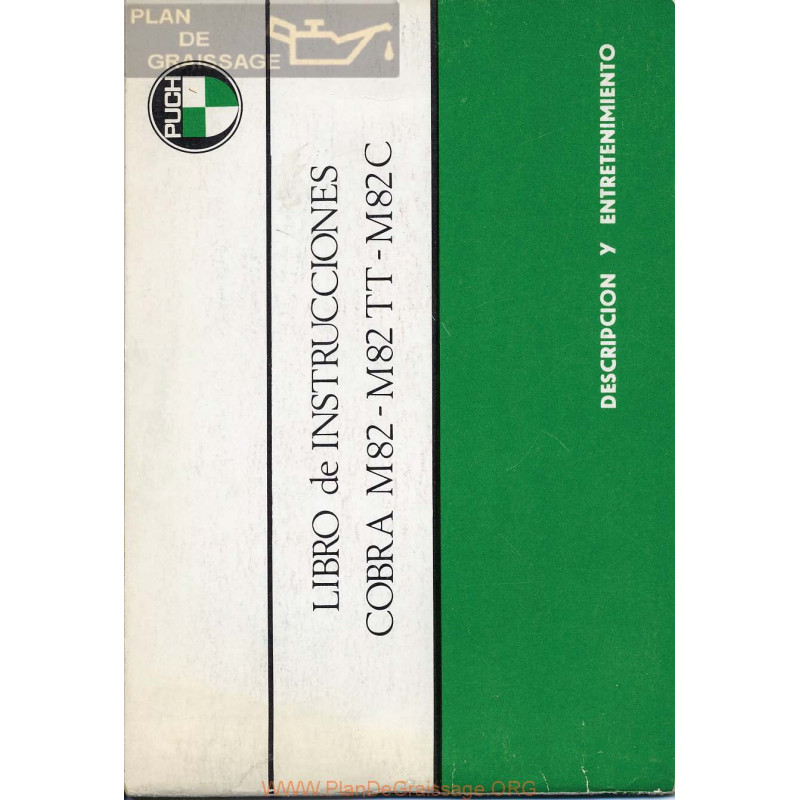 PLAN
DE
GRAISSAGE
PUCH
LIBRO de INSTRUCCIONES
COBRA M82 - M82 TT - M82 C
DESCRIPCION Y ENTRETENIMIENTO
WWW.PlanDeGraissage.ORG